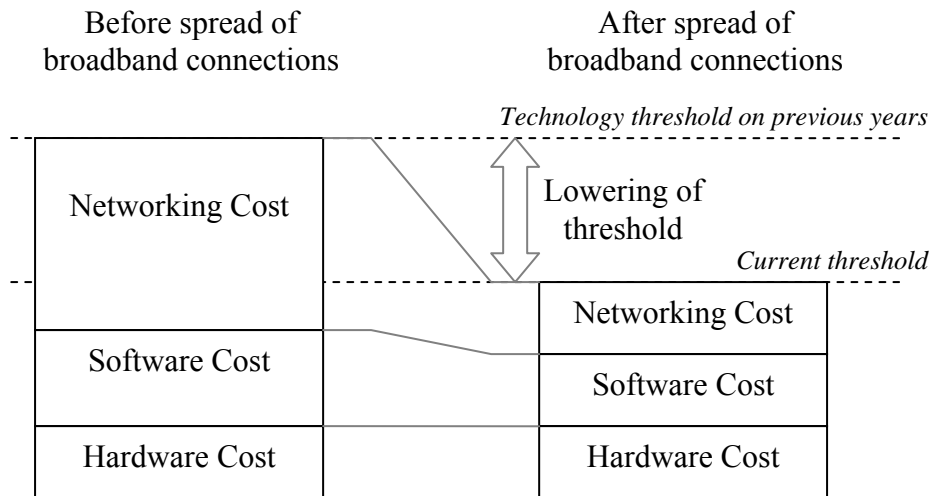 Before spread of
broadband connections
After spread of
broadband connections
Technology threshold on previous years
Networking Cost
Lowering of
threshold
Current threshold
Networking Cost
Software Cost
Software Cost
Hardware Cost
Hardware Cost